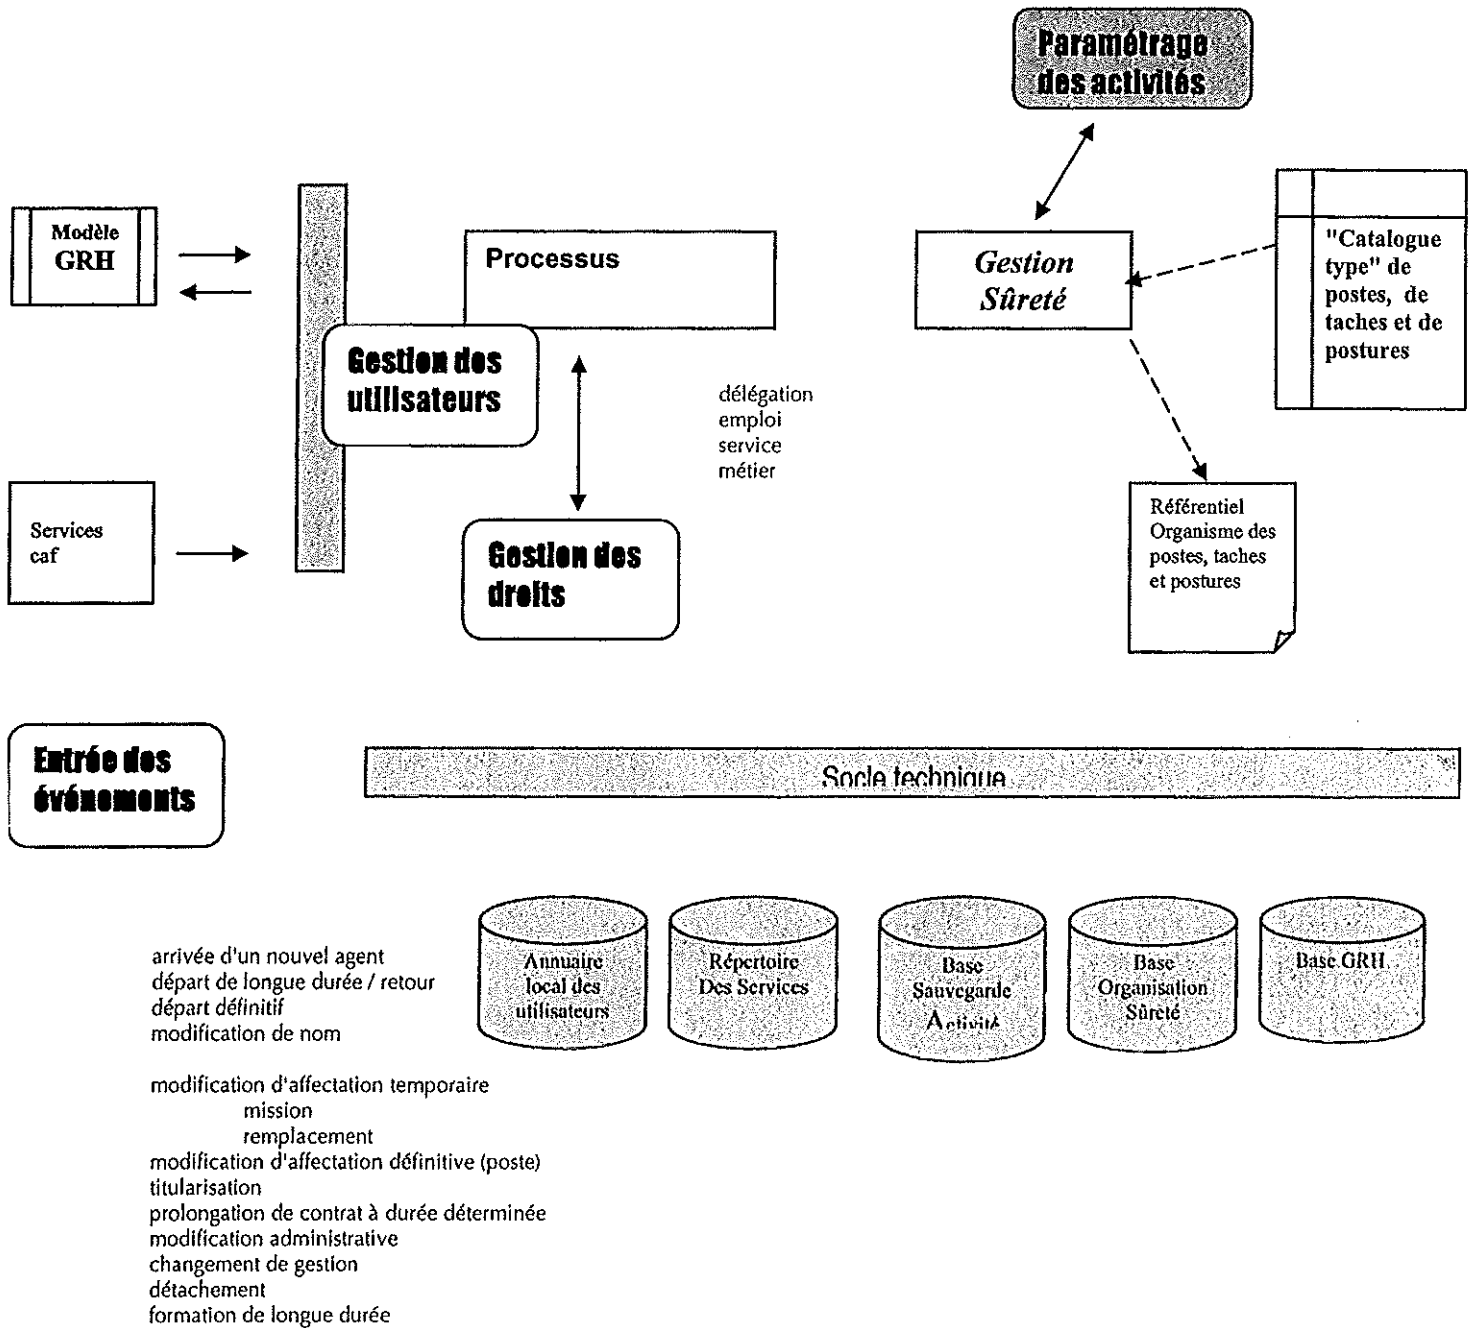 Paramétrage
des activités
Modèle
GRH
Processus
Gestion
Sûreté
"Catalogue
type" de
postes, de
taches et de
postures
Gestion des
utilisateurs
délégation
emploi
service
métier
Services
caf
Gestion des
droits
Référentiel
Organisme des
postes, taches
et postures
Entrée des
événements
Socle technique
Annuaire
local des
utilisateurs
Répertoire
Des Services
Base
Sauvegarde
Activité
Base
Organisation
Sûreté
Base GRH
arrivée d'un nouvel agent
départ de longue durée / retour
départ définitif
modification de nom
modification d'affectation temporaire
mission
remplacement
modification d'affectation définitive (poste)
titularisation
prolongation de contrat à durée déterminée
modification administrative
changement de gestion
détachement
formation de longue durée